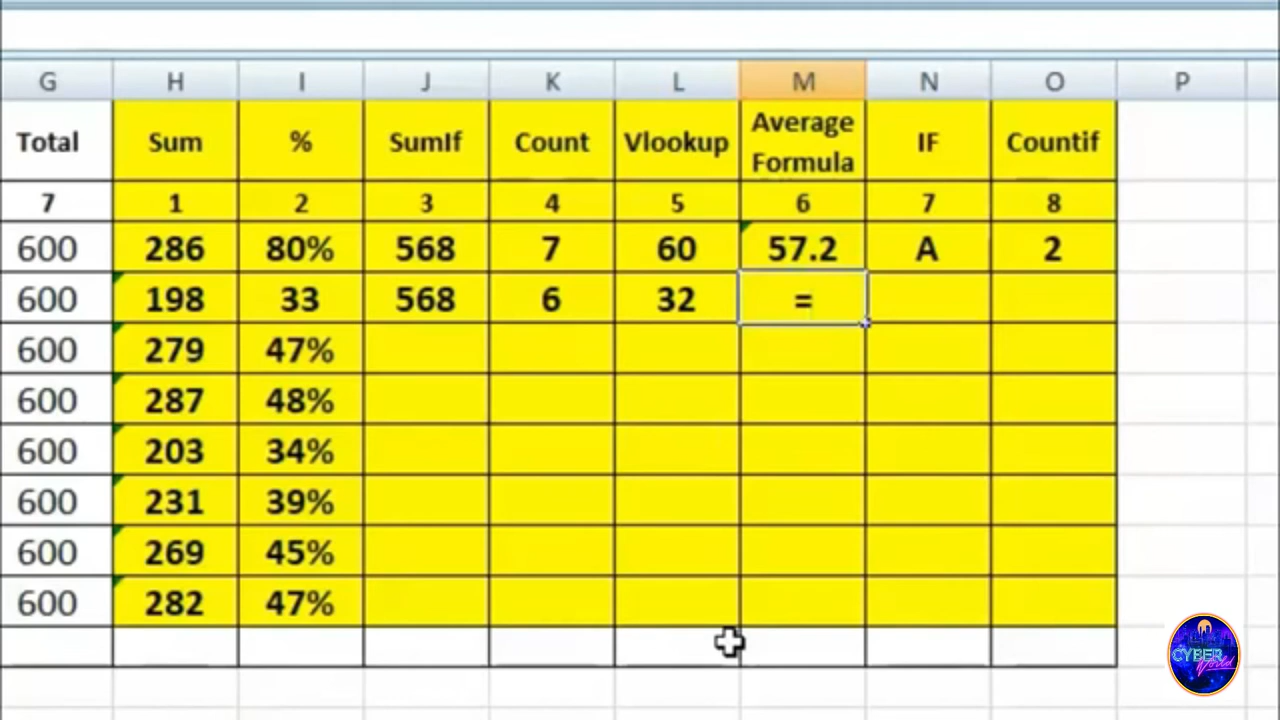 G H I J K L M N O P
Total Sum % SumIf Count Vlookup Average Formula IF Countif
7 1 2 3 4 5 6 7 8
600 286 80% 568 7 60 57.2 A 2
600 198 33 568 6 32 =
600 279 47%
600 287 48%
600 203 34%
600 231 39%
600 269 45%
600 282 47%
CYBER
World